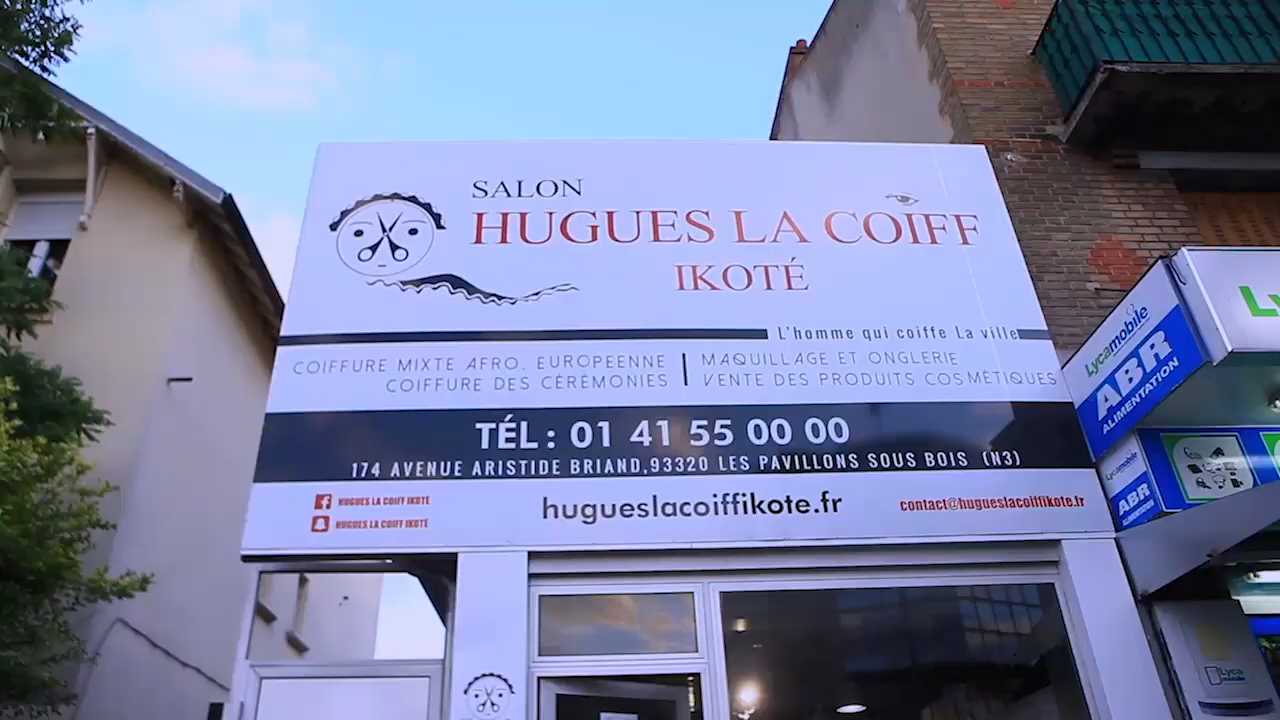 SALON
HUGUES LA COIFF
IKOTÉ
L'homme qui coiffe La ville
COIFFURE MIXTE AFRO, EUROPEENNE
COIFFURE DES CÉRÉMONIES
MAQUILLAGE ET ONGLERIE
VENTE DES PRODUITS COSMÉTIQUES
TÉL: 01 41 55 00 00
174 AVENUE ARISTIDE BRIAND,93320 LES PAVILLONS SOUS BOIS (N3)
HUGUES LA COIFF IKOTÉ
HUGUES LA COIFF IKOTÉ
hugueslacoiffikote.fr
contact@hugueslacoiffikote.fr
Lycamobile
ABR
ALIMENTATION
Lycamobile
ABR
ALIMENTATION
Lyca
mobile